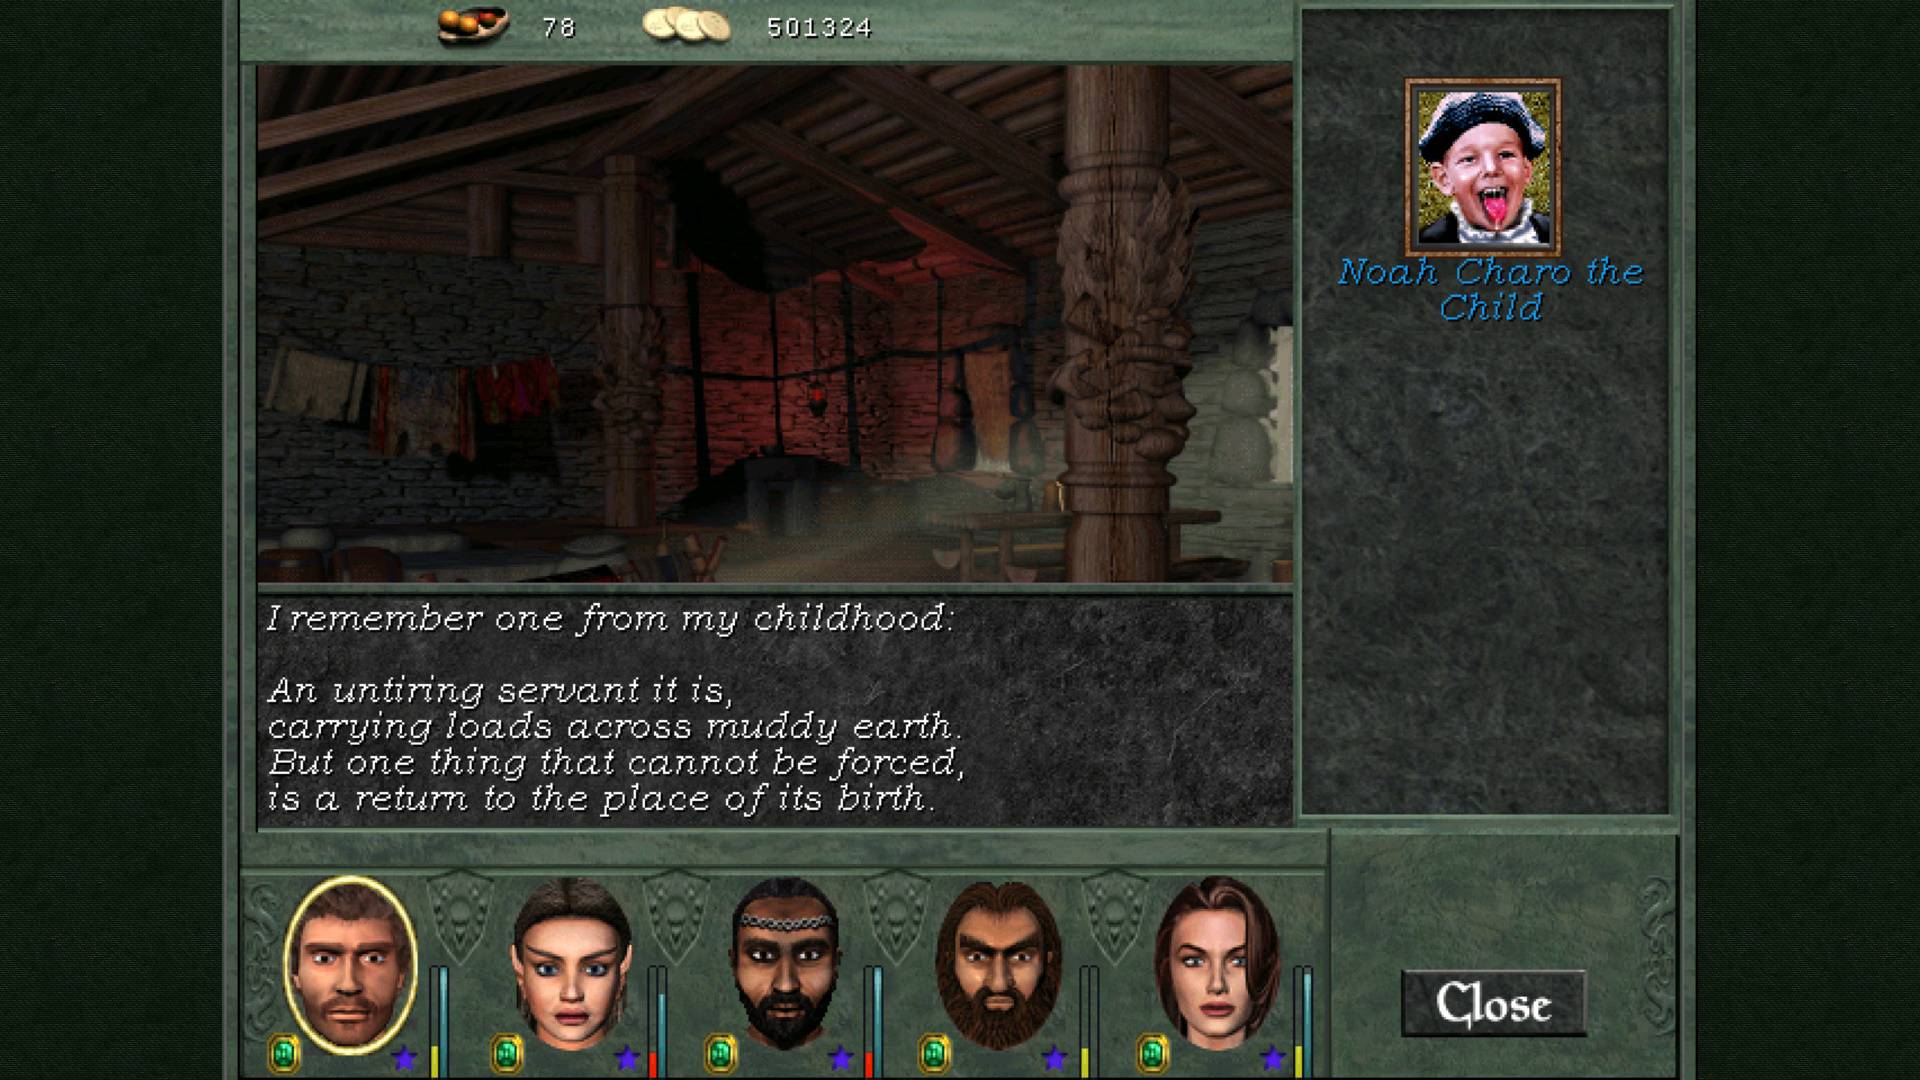 78 501324
Noah Charo the
Child
I remember one from my childhood:
An untiring servant it is,
carrying loads across muddy earth.
But one thing that cannot be forced,
is a return to the place of its birth.
Close